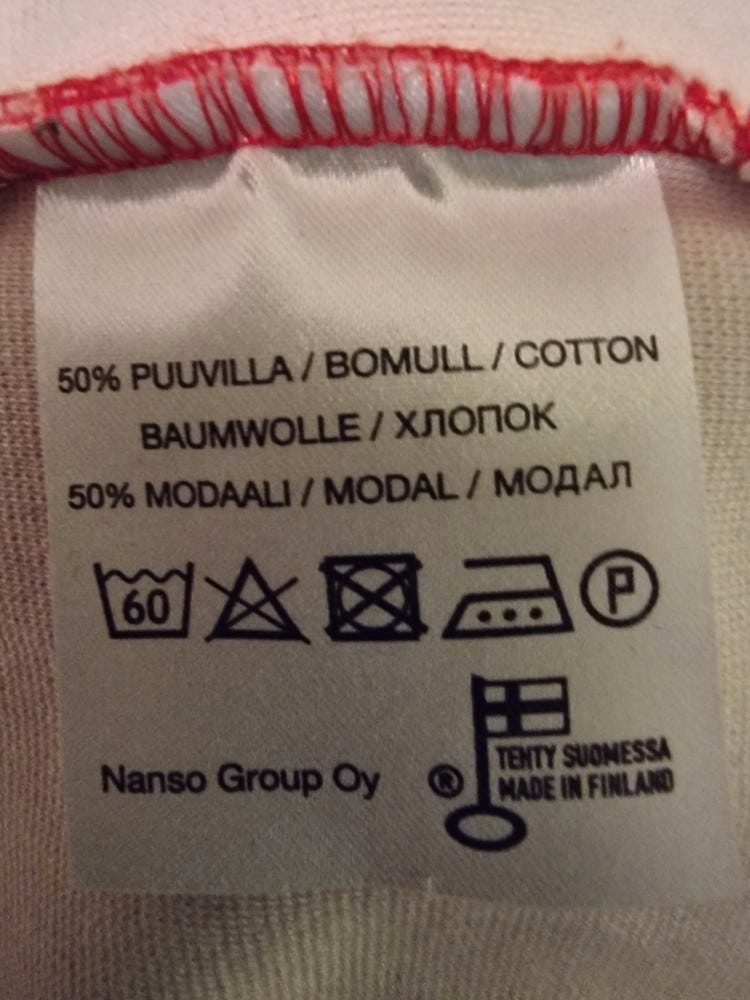 50% PUUVILLA / BOMULL / COTTON
BAUMWOLLE / ХЛОПОК
50% MODAALI / MODAL / МОДАЛ
60
P
Nanso Group Oy
®
TEHTY SUOMESSA
MADE IN FINLAND